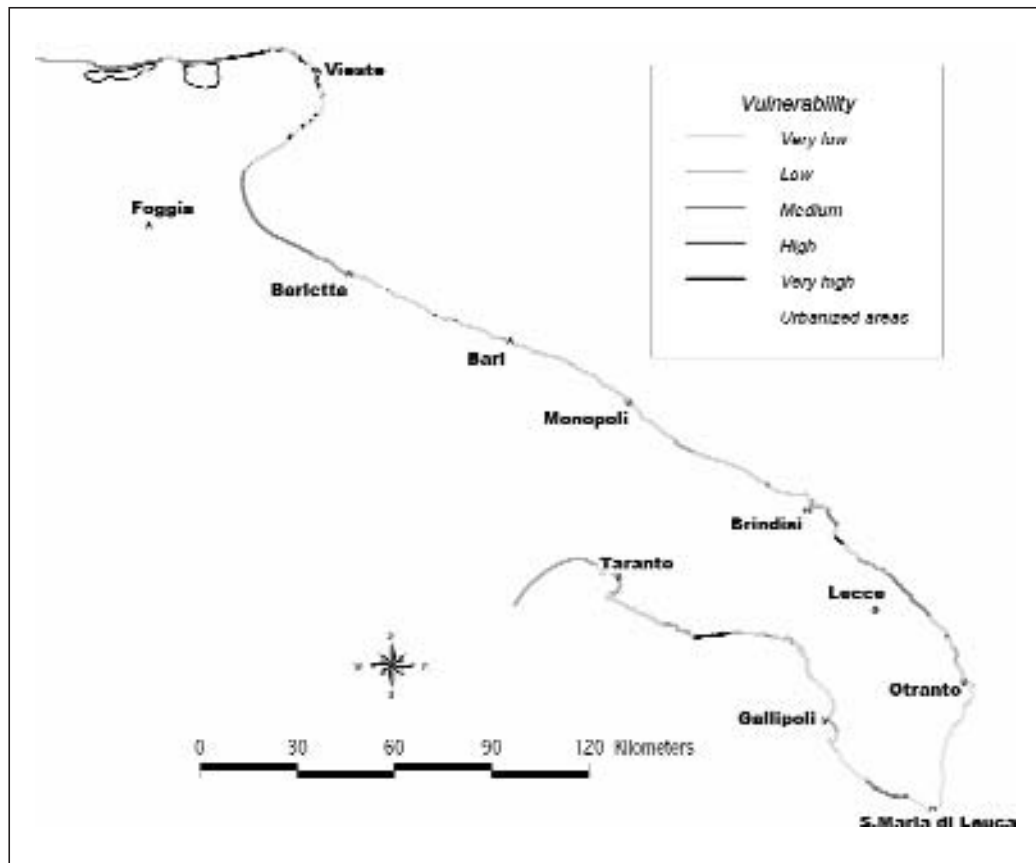 Vieste
Vulnerability
Very low
Low
Medium
High
Very high
Urbanized areas
Foggia
Barletta
Bari
Monopoli
Brindisi
Taranto
Lecce
Otranto
Gallipoli
0 30 60 90 120 Kilometers
S.Maria di Leuca